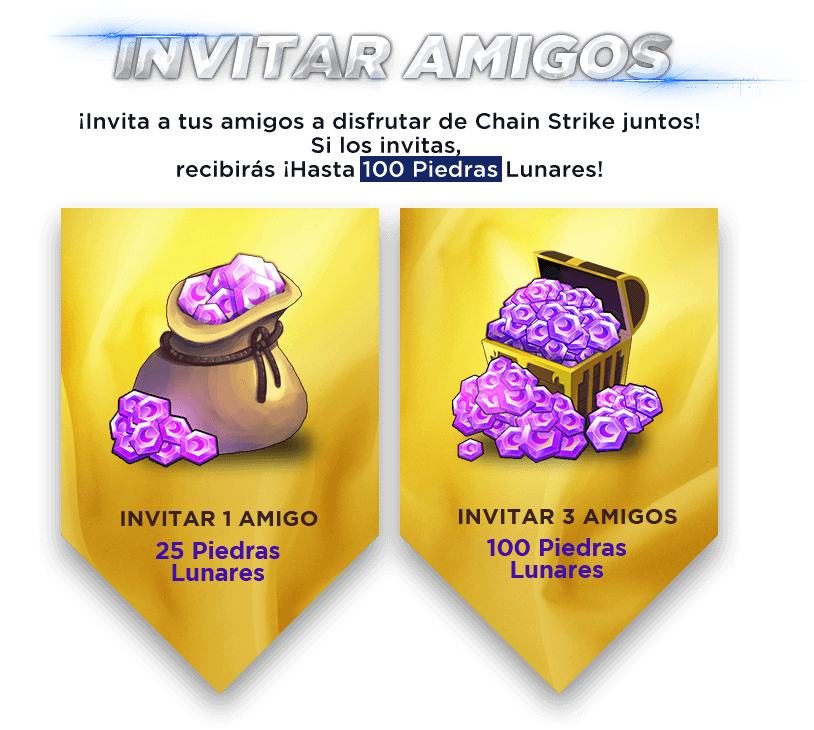 INVITAR AMIGOS
¡Invita a tus amigos a disfrutar de Chain Strike juntos!
Si los invitas,
recibirás ¡Hasta 100 Piedras Lunares!
INVITAR 1 AMIGO
25 Piedras
Lunares
INVITAR 3 AMIGOS
100 Piedras
Lunares